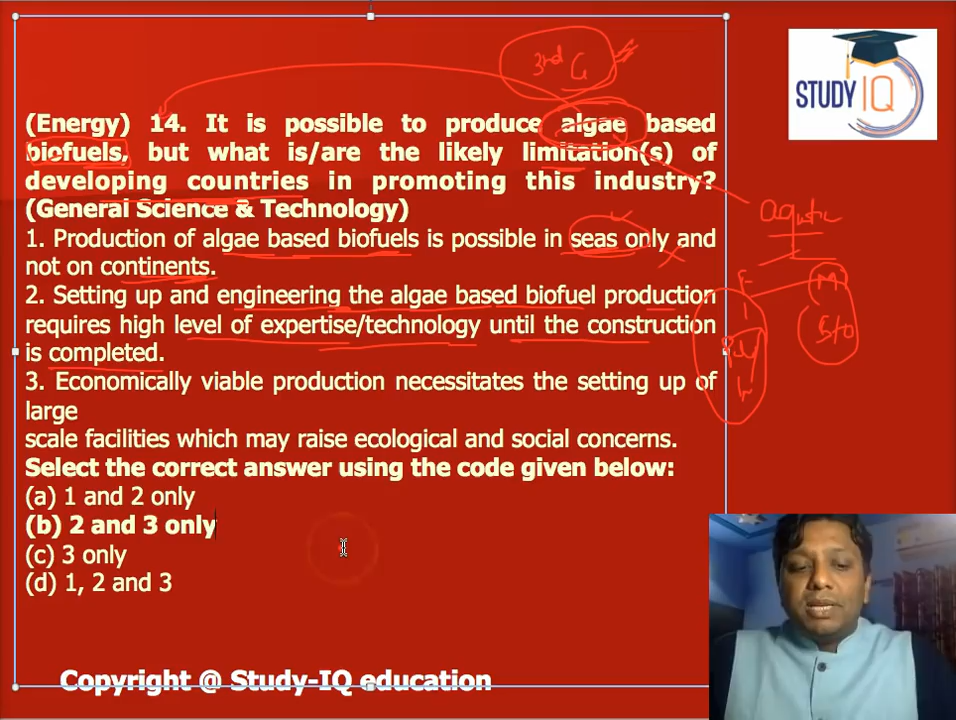 3rd G
STUDY IQ
(Energy) 14. It is possible to produce algae based
biofuels, but what is/are the likely limitation(s) of
developing countries in promoting this industry?
(General Science & Technology)
1. Production of algae based biofuels is possible in seas only and
not on continents.
2. Setting up and engineering the algae based biofuel production
requires high level of expertise/technology until the construction
is completed.
3. Economically viable production necessitates the setting up of
large
scale facilities which may raise ecological and social concerns.
Select the correct answer using the code given below:
(a) 1 and 2 only
(b) 2 and 3 only
(c) 3 only
(d) 1, 2 and 3
Aquatic
F
M
Copyright @ Study-IQ education